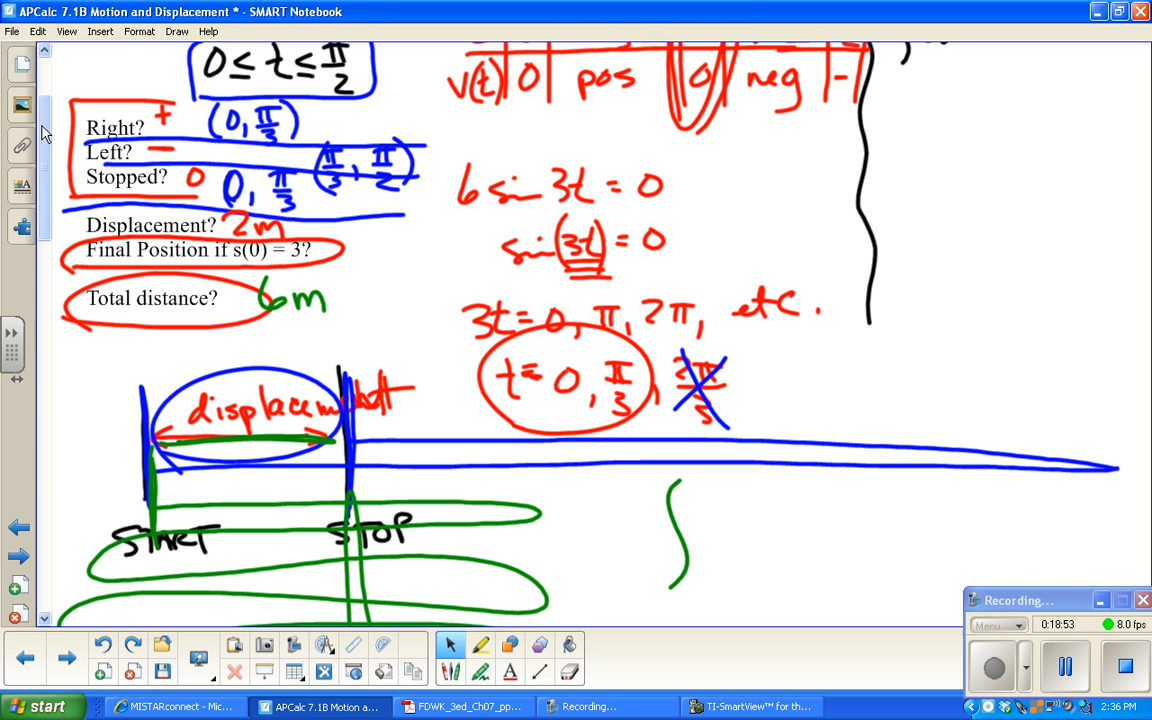 APCalc 7.1B Motion and Displacement * - SMART Notebook
File Edit View Insert Format Draw Help
0 ≤ t ≤ π/2
v(t) | 0 | pos | 0 | neg | -1
Right? + (0, π/3)
Left? − (π/3, π/2)
Stopped? 0 0, π/3
Displacement? 2m
Final Position if s(0) = 3?
Total distance? 6m
6 sin 3t = 0
sin(3t) = 0
3t = 0, π, 2π, etc.
t = 0, π/3, 2π/3
displacement
START STOP
∫
Recording...
Menu 0:18:53 8.0 fps
start MISTARconnect - Mic... APCalc 7.1B Motion a... FDWK_3ed_Ch07_pp... Recording... TI-SmartView™ for th... 2:36 PM